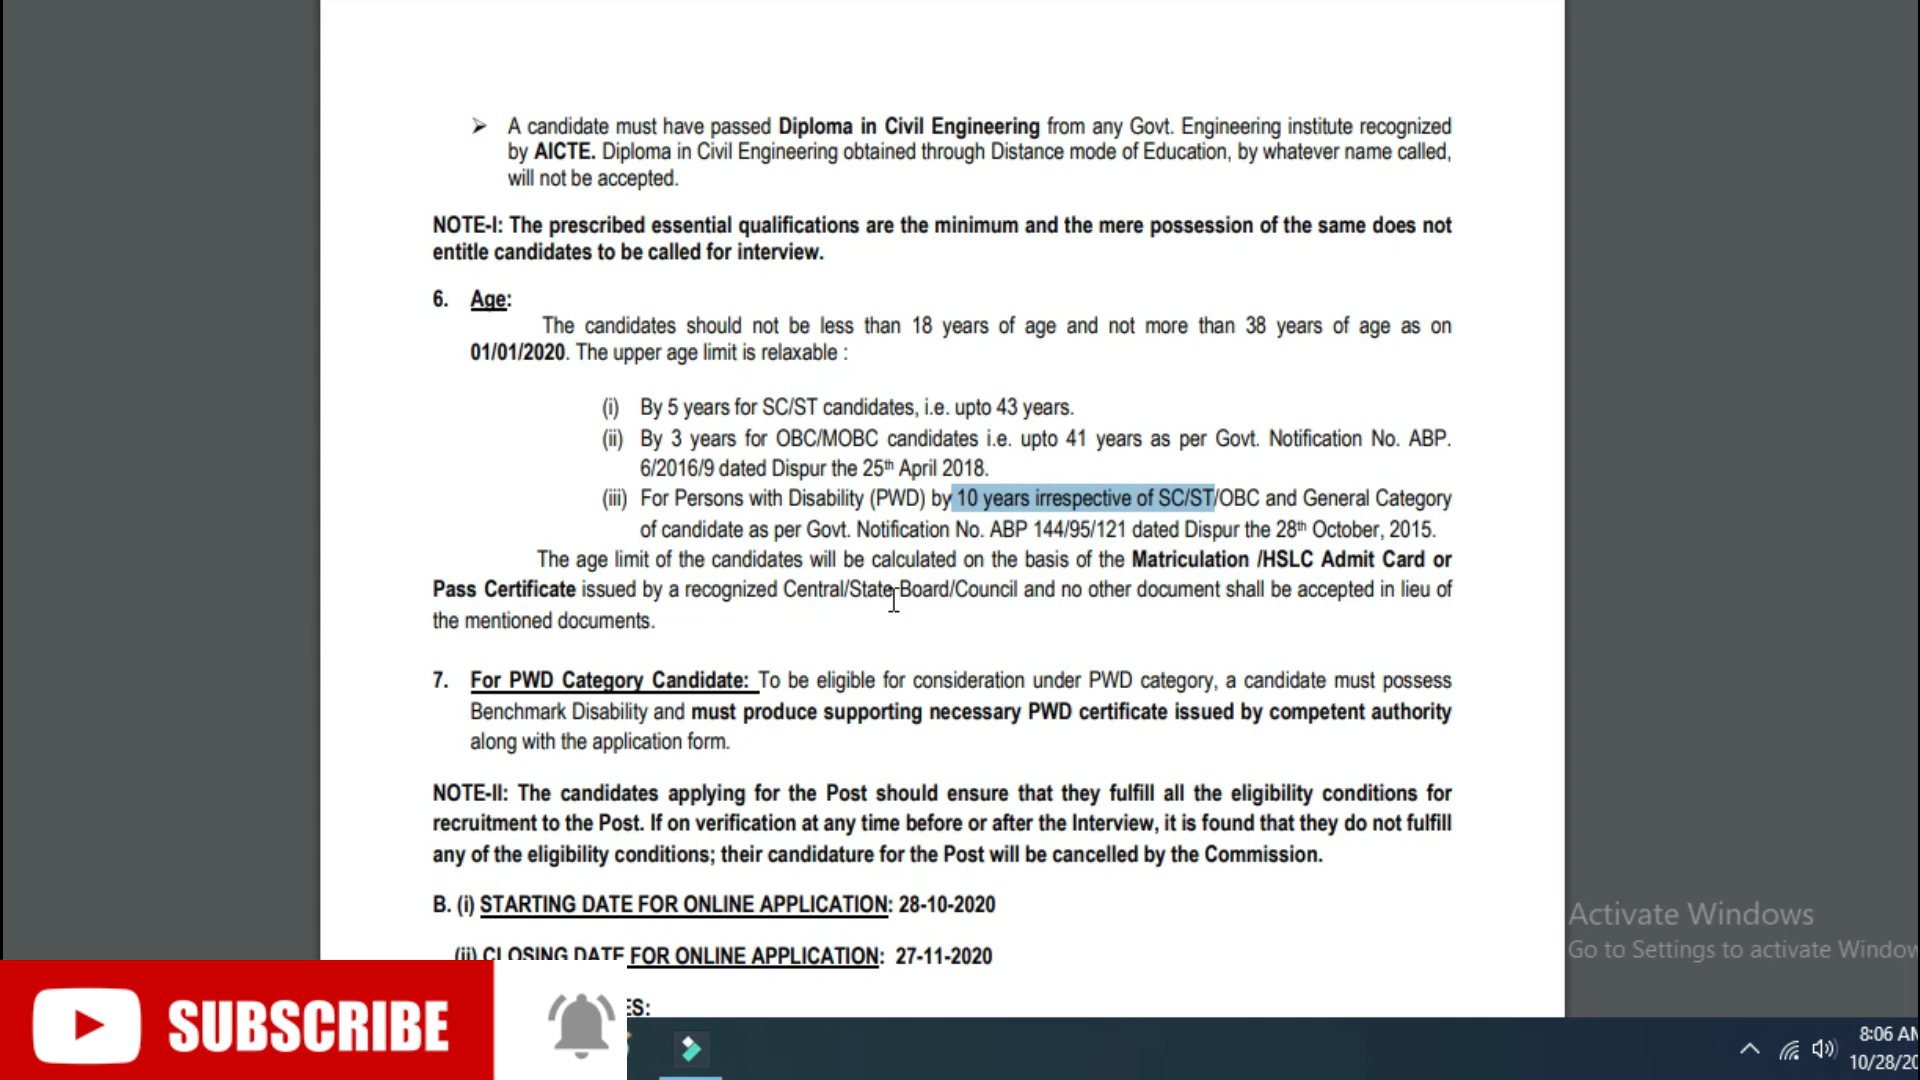 ➢ A candidate must have passed Diploma in Civil Engineering from any Govt. Engineering institute recognized
by AICTE. Diploma in Civil Engineering obtained through Distance mode of Education, by whatever name called,
will not be accepted.
NOTE-I: The prescribed essential qualifications are the minimum and the mere possession of the same does not
entitle candidates to be called for interview.
6. Age:
The candidates should not be less than 18 years of age and not more than 38 years of age as on
01/01/2020. The upper age limit is relaxable :
(i) By 5 years for SC/ST candidates, i.e. upto 43 years.
(ii) By 3 years for OBC/MOBC candidates i.e. upto 41 years as per Govt. Notification No. ABP.
6/2016/9 dated Dispur the 25th April 2018.
(iii) For Persons with Disability (PWD) by 10 years irrespective of SC/ST/OBC and General Category
of candidate as per Govt. Notification No. ABP 144/95/121 dated Dispur the 28th October, 2015.
The age limit of the candidates will be calculated on the basis of the Matriculation /HSLC Admit Card or
Pass Certificate issued by a recognized Central/State Board/Council and no other document shall be accepted in lieu of
the mentioned documents.
7. For PWD Category Candidate: To be eligible for consideration under PWD category, a candidate must possess
Benchmark Disability and must produce supporting necessary PWD certificate issued by competent authority
along with the application form.
NOTE-II: The candidates applying for the Post should ensure that they fulfill all the eligibility conditions for
recruitment to the Post. If on verification at any time before or after the Interview, it is found that they do not fulfill
any of the eligibility conditions; their candidature for the Post will be cancelled by the Commission.
B. (i) STARTING DATE FOR ONLINE APPLICATION: 28-10-2020
(ii) CLOSING DATE FOR ONLINE APPLICATION: 27-11-2020
ES:
Activate Windows
Go to Settings to activate Window
SUBSCRIBE
8:06 AM
10/28/20